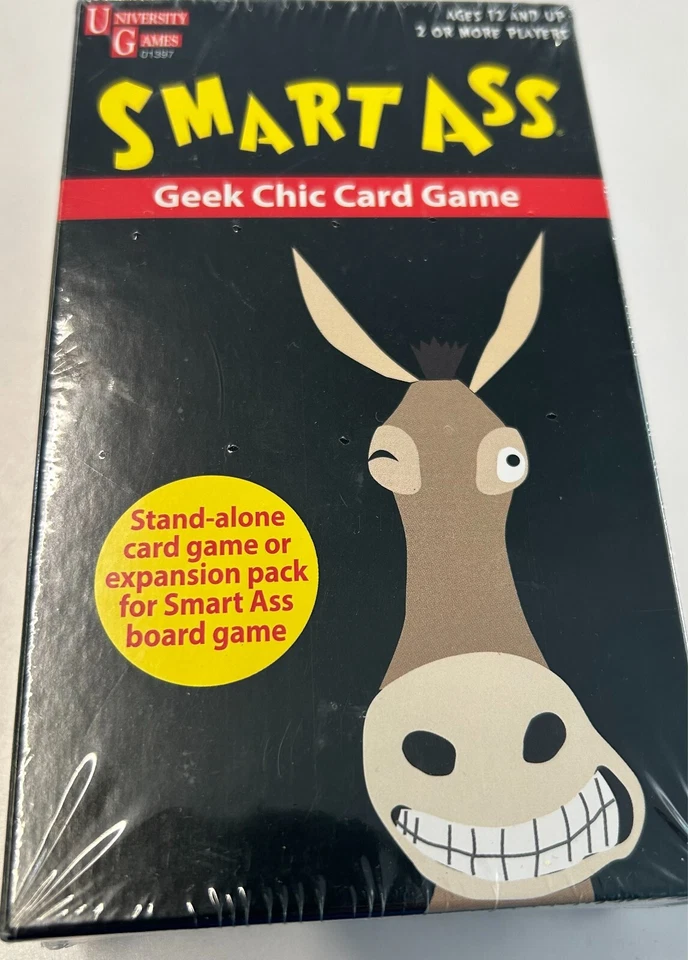 UNIVERSITY
GAMES
01397
AGES 12 AND UP
2 OR MORE PLAYERS
SMART ASS
Geek Chic Card Game
Stand-alone
card game or
expansion pack
for Smart Ass
board game